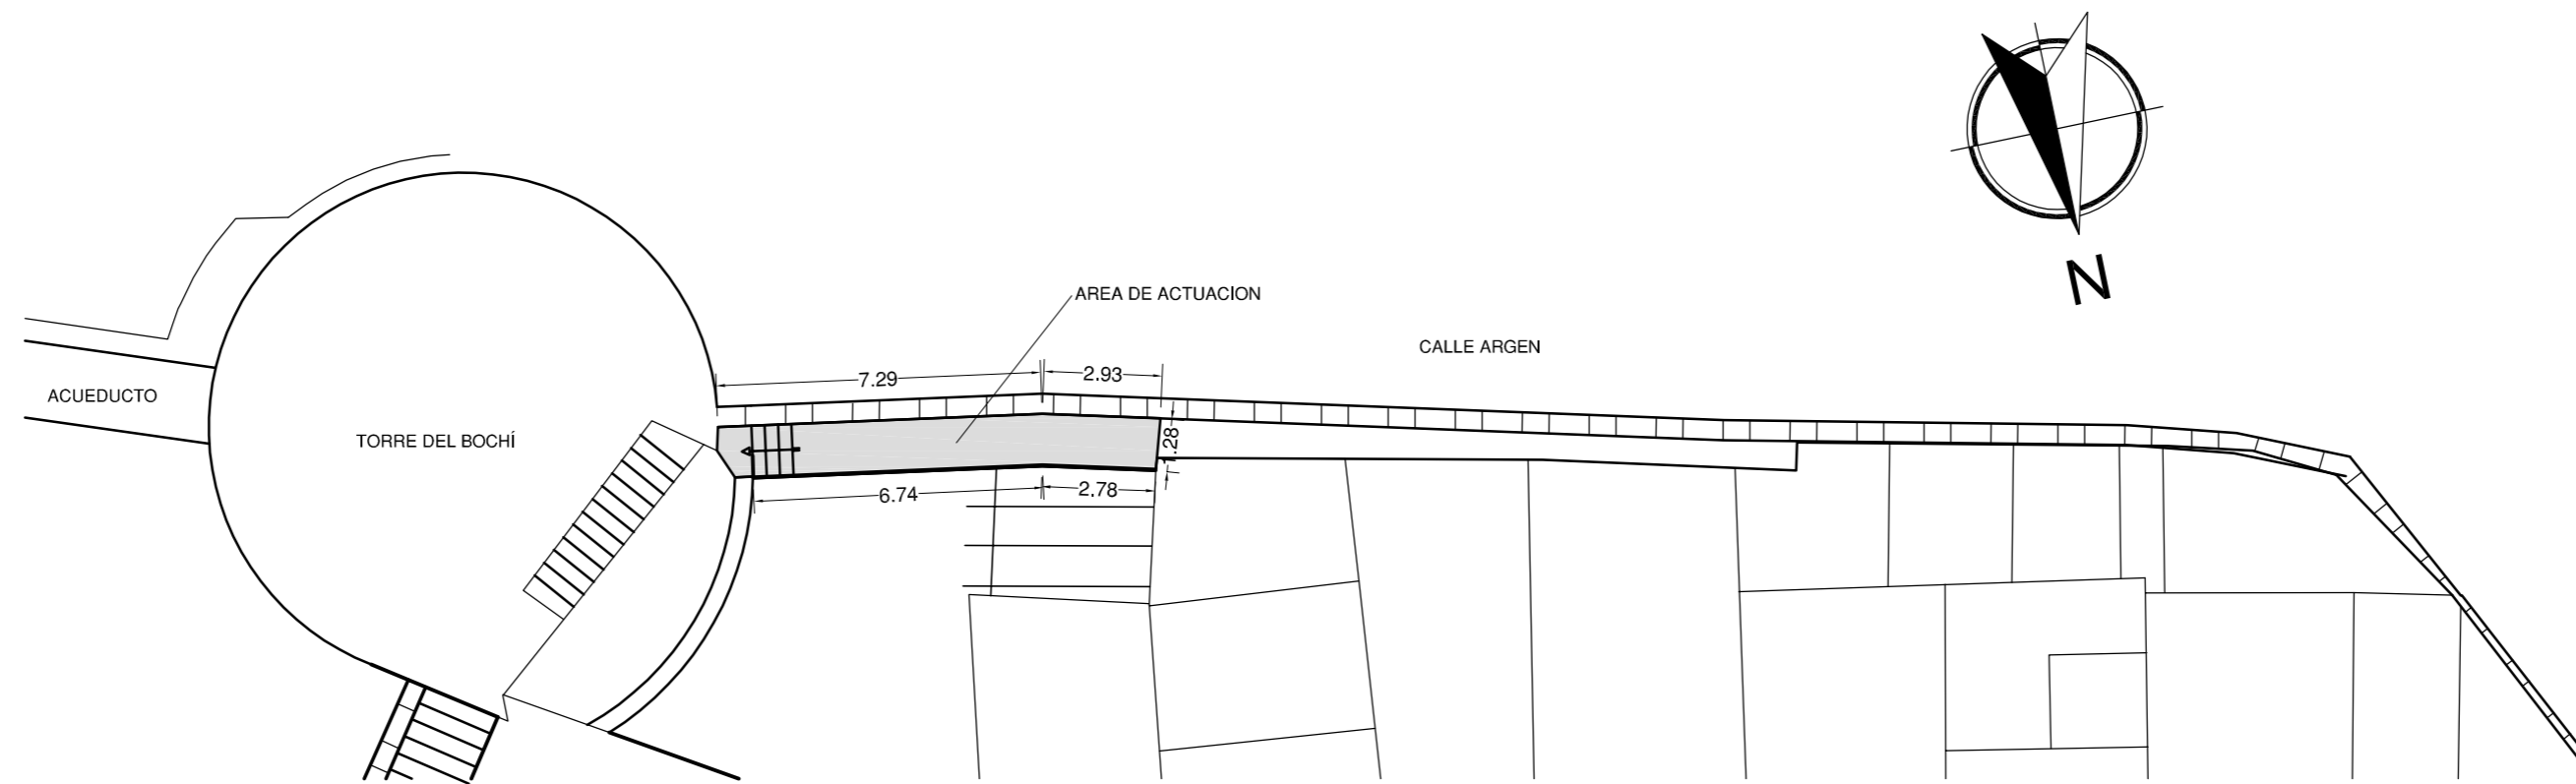 N
AREA DE ACTUACION
CALLE ARGEN
7.29
2.93
ACUEDUCTO
TORRE DEL BOCHÍ
1.28
6.74
2.78